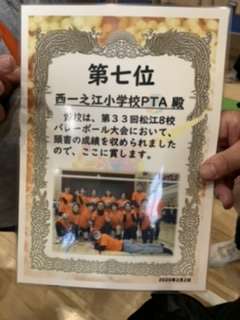 第七位
西一之江小学校PTA 殿
貴校は、第33回松江8校
バレーボール大会において、
頭書の成績を収められました
ので、ここに賞します。